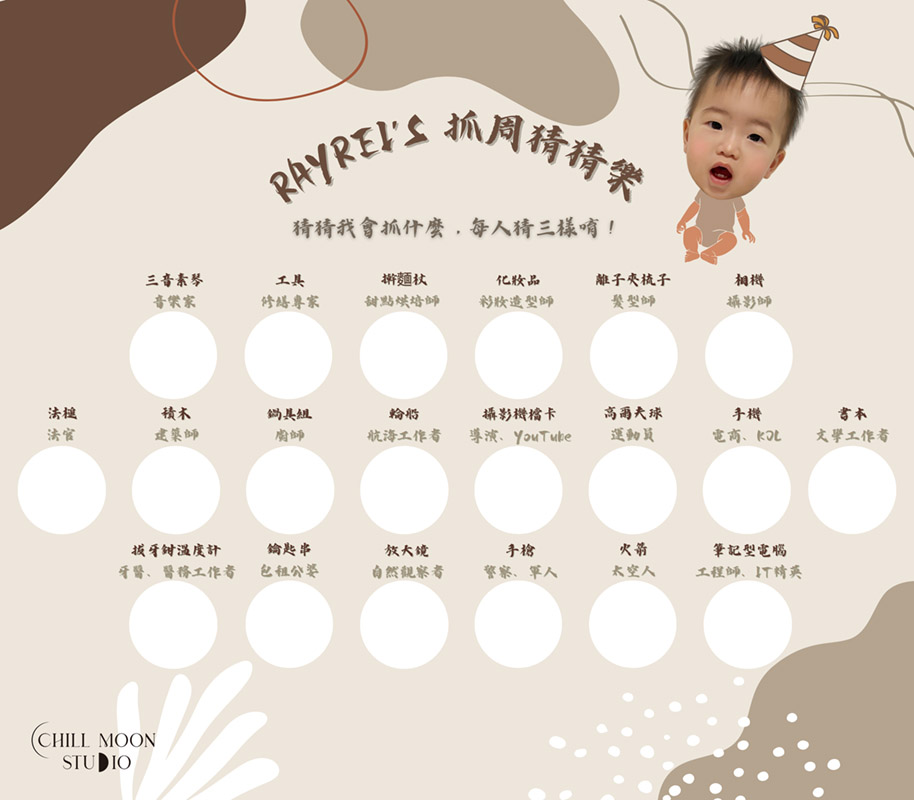 RAYREI'S 抓周猜猜樂
猜猜我會抓什麼，每人猜三樣唷！
三音素琴 工具 擀麵杖 化妝品 離子夾梳子 相機
音樂家 修繕專家 甜點烘焙師 彩妝造型師 髮型師 攝影師
法槌 積木 鍋具組 輪船 攝影機檔卡 高爾夫球 手機 書本
法官 建築師 廚師 航海工作者 導演、YouTube 運動員 電商、KOL 文學工作者
拔牙鉗溫度計 鑰匙串 放大鏡 手槍 火箭 筆記型電腦
牙醫、醫務工作者 包租公婆 自然觀察者 警察、軍人 太空人 工程師、IT精英
CHILL MOON
STUDIO